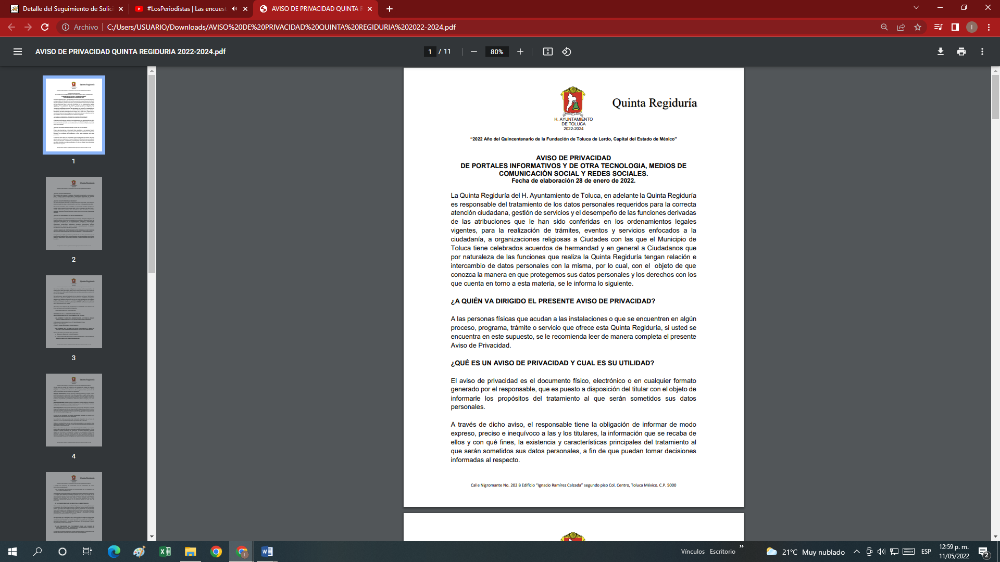 Detalle del Seguimiento de Solici
#LosPeriodistas | Las encuest
AVISO DE PRIVACIDAD QUINTA R
Archivo
C:/Users/USUARIO/Downloads/AVISO%20DE%20PRIVACIDAD%20QUINTA%20REGIDURIA%202022-2024.pdf
I
AVISO DE PRIVACIDAD QUINTA REGIDURIA 2022-2024.pdf
1 / 11
80%
1
2
3
4
Quinta Regiduría
H. AYUNTAMIENTO
DE TOLUCA
2022-2024
“2022 Año del Quincentenario de la Fundación de Toluca de Lerdo, Capital del Estado de México”
AVISO DE PRIVACIDAD
DE PORTALES INFORMATIVOS Y DE OTRA TECNOLOGIA, MEDIOS DE
COMUNICACIÓN SOCIAL Y REDES SOCIALES.
Fecha de elaboración 28 de enero de 2022.
La Quinta Regiduría del H. Ayuntamiento de Toluca, en adelante la Quinta Regiduría
es responsable del tratamiento de los datos personales requeridos para la correcta
atención ciudadana, gestión de servicios y el desempeño de las funciones derivadas
de las atribuciones que le han sido conferidas en los ordenamientos legales
vigentes, para la realización de trámites, eventos y servicios enfocados a la
ciudadanía, a organizaciones religiosas a Ciudades con las que el Municipio de
Toluca tiene celebrados acuerdos de hermandad y en general a Ciudadanos que
por naturaleza de las funciones que realiza la Quinta Regiduría tengan relación e
intercambio de datos personales con la misma, por lo cual, con el objeto de que
conozca la manera en que protegemos sus datos personales y los derechos con los
que cuenta en torno a esta materia, se le informa lo siguiente.
¿A QUIÉN VA DIRIGIDO EL PRESENTE AVISO DE PRIVACIDAD?
A las personas físicas que acudan a las instalaciones o que se encuentren en algún
proceso, programa, trámite o servicio que ofrece esta Quinta Regiduría, si usted se
encuentra en este supuesto, se le recomienda leer de manera completa el presente
Aviso de Privacidad.
¿QUÉ ES UN AVISO DE PRIVACIDAD Y CUAL ES SU UTILIDAD?
El aviso de privacidad es el documento físico, electrónico o en cualquier formato
generado por el responsable, que es puesto a disposición del titular con el objeto de
informarle los propósitos del tratamiento al que serán sometidos sus datos
personales.
A través de dicho aviso, el responsable tiene la obligación de informar de modo
expreso, preciso e inequívoco a las y los titulares, la información que se recaba de
ellos y con qué fines, la existencia y características principales del tratamiento al
que serán sometidos sus datos personales, a fin de que puedan tomar decisiones
informadas al respecto.
Calle Nigromante No. 202 B Edificio “Ignacio Ramírez Calzada” segundo piso Col. Centro, Toluca México. C.P. 5000
Vínculos Escritorio
21°C Muy nublado
ESP
12:59 p. m.
11/05/2022
2